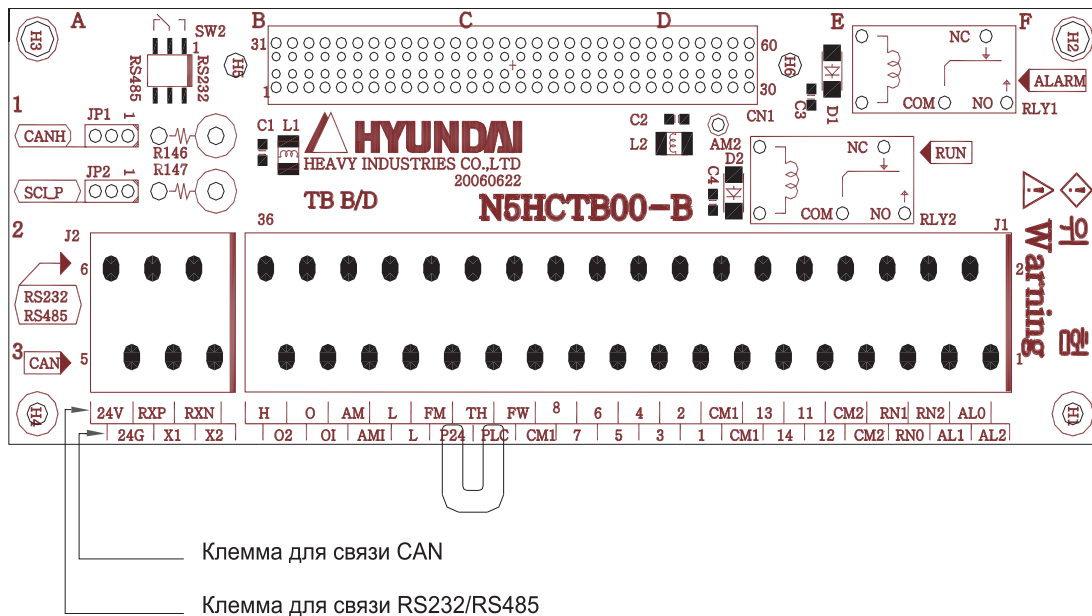 A B C D E F
H3 SW2 31 60 NC H2
1 RS485 RS232 H5 H6 ALARM
1 30 COM NO RLY1
1 CN1 C3 D1
CANH JP1 1 C1 L1 HYUNDAI C2 AM2
R146 HEAVY INDUSTRIES CO.,LTD L2 D2 NC RUN
SCI_P JP2 1 R147 20060622 C4
TB B/D N5HCTB00-B COM NO RLY2
2 J2 36 J1
6 2
RS232
RS485
위험
Warning
3 CAN 5 1
H4 24V RXP RXN H O AM L FM TH FW 8 6 4 2 CM1 13 11 CM2 RN1 RN2 AL0 H1
24G X1 X2 O2 OI AMI L P24 PLC CM1 7 5 3 1 CM1 14 12 CM2 RN0 AL1 AL2
Клемма для связи CAN
Клемма для связи RS232/RS485